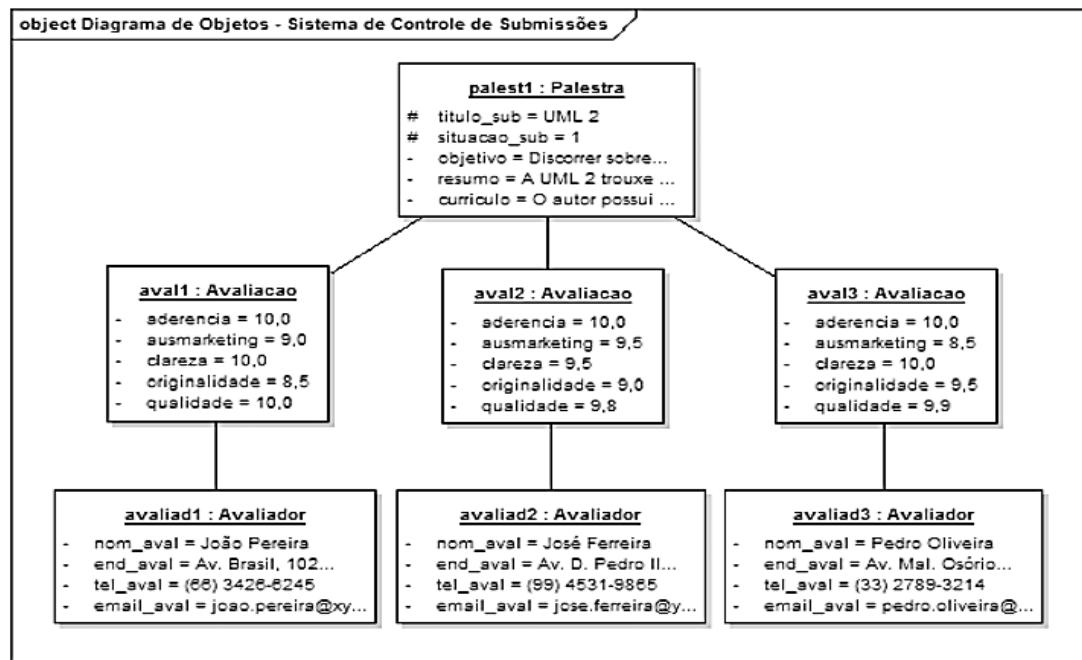 object Diagrama de Objetos - Sistema de Controle de Submissões
palest1 : Palestra
# titulo_sub = UML 2
# situacao_sub = 1
- objetivo = Discorrer sobre...
- resumo = A UML 2 trouxe ...
- curriculo = O autor possui ...
aval1 : Avaliacao
- aderencia = 10,0
- ausmarketing = 9,0
- clareza = 10,0
- originalidade = 8,5
- qualidade = 10,0
aval2 : Avaliacao
- aderencia = 10,0
- ausmarketing = 9,5
- clareza = 9,5
- originalidade = 9,0
- qualidade = 9,8
aval3 : Avaliacao
- aderencia = 10,0
- ausmarketing = 8,5
- clareza = 10,0
- originalidade = 9,5
- qualidade = 9,9
avaliad1 : Avaliador
- nom_aval = João Pereira
- end_aval = Av. Brasil, 102...
- tel_aval = (66) 3426-6245
- email_aval = joao.pereira@xy...
avaliad2 : Avaliador
- nom_aval = José Ferreira
- end_aval = Av. D. Pedro II...
- tel_aval = (99) 4531-9865
- email_aval = jose.ferreira@y...
avaliad3 : Avaliador
- nom_aval = Pedro Oliveira
- end_aval = Av. Mal. Osório...
- tel_aval = (33) 2789-3214
- email_aval = pedro.oliveira@...